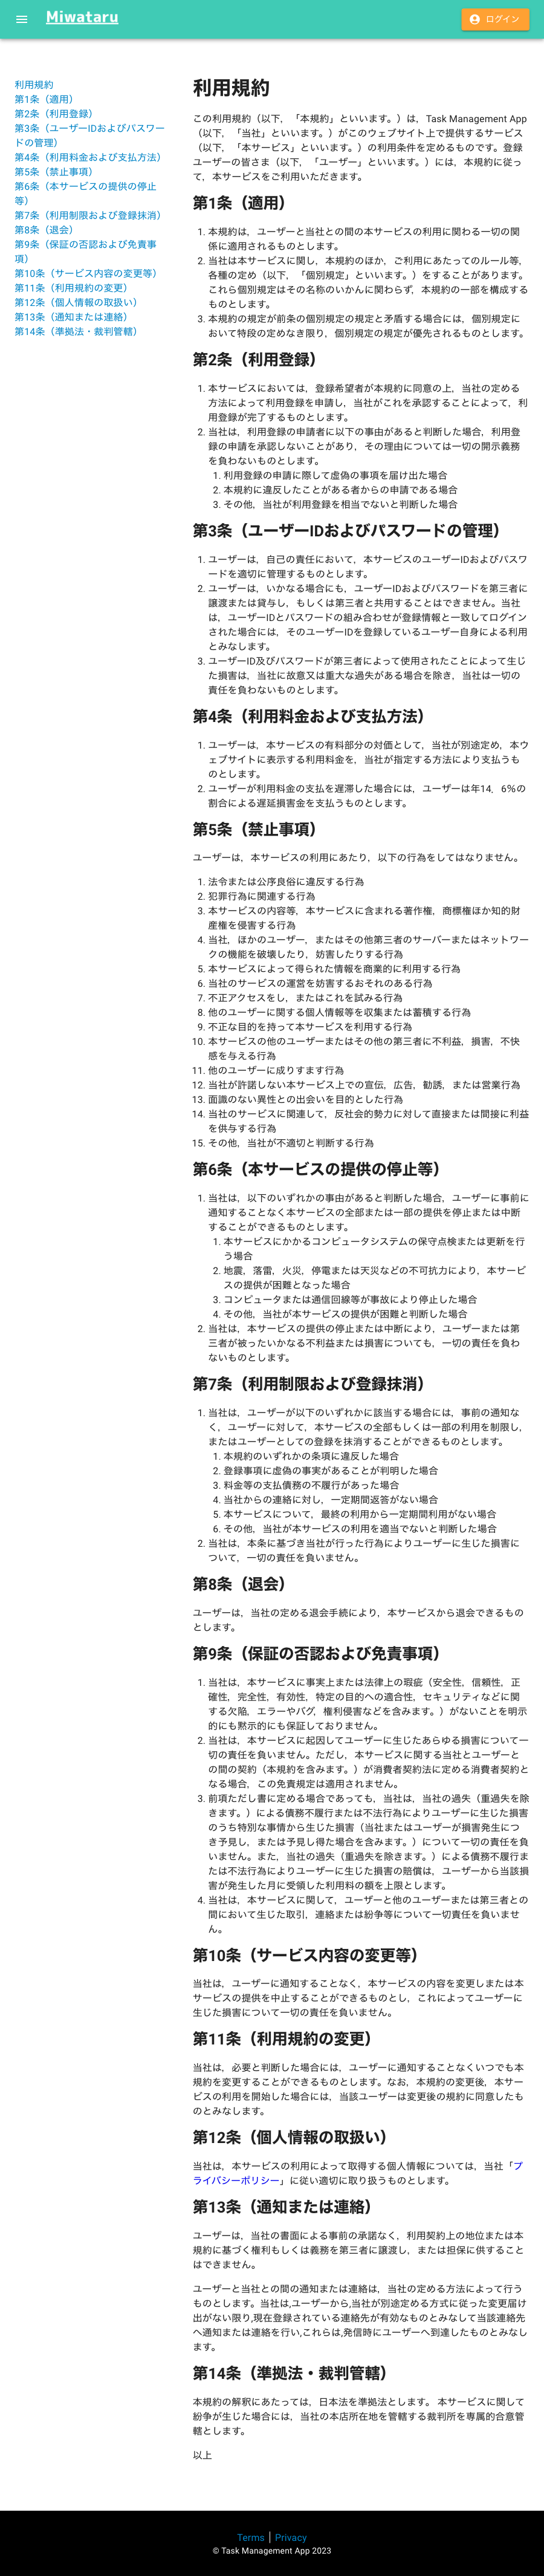 Miwataru
ログイン
利用規約
第1条（適用）
第2条（利用登録）
第3条（ユーザーIDおよびパスワー
ドの管理）
第4条（利用料金および支払方法）
第5条（禁止事項）
第6条（本サービスの提供の停止
等）
第7条（利用制限および登録抹消）
第8条（退会）
第9条（保証の否認および免責事
項）
第10条（サービス内容の変更等）
第11条（利用規約の変更）
第12条（個人情報の取扱い）
第13条（通知または連絡）
第14条（準拠法・裁判管轄）
利用規約
この利用規約（以下，「本規約」といいます。）は，Task Management App
（以下，「当社」といいます。）がこのウェブサイト上で提供するサービス
（以下，「本サービス」といいます。）の利用条件を定めるものです。登録
ユーザーの皆さま（以下，「ユーザー」といいます。）には，本規約に従っ
て，本サービスをご利用いただきます。
第1条（適用）
1. 本規約は，ユーザーと当社との間の本サービスの利用に関わる一切の関
係に適用されるものとします。
2. 当社は本サービスに関し，本規約のほか，ご利用にあたってのルール等，
各種の定め（以下，「個別規定」といいます。）をすることがあります。
これら個別規定はその名称のいかんに関わらず，本規約の一部を構成する
ものとします。
3. 本規約の規定が前条の個別規定の規定と矛盾する場合には，個別規定に
おいて特段の定めなき限り，個別規定の規定が優先されるものとします。
第2条（利用登録）
1. 本サービスにおいては，登録希望者が本規約に同意の上，当社の定める
方法によって利用登録を申請し，当社がこれを承認することによって，利
用登録が完了するものとします。
2. 当社は，利用登録の申請者に以下の事由があると判断した場合，利用登
録の申請を承認しないことがあり，その理由については一切の開示義務
を負わないものとします。
1. 利用登録の申請に際して虚偽の事項を届け出た場合
2. 本規約に違反したことがある者からの申請である場合
3. その他，当社が利用登録を相当でないと判断した場合
第3条（ユーザーIDおよびパスワードの管理）
1. ユーザーは，自己の責任において，本サービスのユーザーIDおよびパスワ
ードを適切に管理するものとします。
2. ユーザーは，いかなる場合にも，ユーザーIDおよびパスワードを第三者に
譲渡または貸与し，もしくは第三者と共用することはできません。当社
は，ユーザーIDとパスワードの組み合わせが登録情報と一致してログイン
された場合には，そのユーザーIDを登録しているユーザー自身による利用
とみなします。
3. ユーザーID及びパスワードが第三者によって使用されたことによって生じ
た損害は，当社に故意又は重大な過失がある場合を除き，当社は一切の
責任を負わないものとします。
第4条（利用料金および支払方法）
1. ユーザーは，本サービスの有料部分の対価として，当社が別途定め，本ウ
ェブサイトに表示する利用料金を，当社が指定する方法により支払うも
のとします。
2. ユーザーが利用料金の支払を遅滞した場合には，ユーザーは年14．6％の
割合による遅延損害金を支払うものとします。
第5条（禁止事項）
ユーザーは，本サービスの利用にあたり，以下の行為をしてはなりません。
1. 法令または公序良俗に違反する行為
2. 犯罪行為に関連する行為
3. 本サービスの内容等，本サービスに含まれる著作権，商標権ほか知的財
産権を侵害する行為
4. 当社，ほかのユーザー，またはその他第三者のサーバーまたはネットワー
クの機能を破壊したり，妨害したりする行為
5. 本サービスによって得られた情報を商業的に利用する行為
6. 当社のサービスの運営を妨害するおそれのある行為
7. 不正アクセスをし，またはこれを試みる行為
8. 他のユーザーに関する個人情報等を収集または蓄積する行為
9. 不正な目的を持って本サービスを利用する行為
10. 本サービスの他のユーザーまたはその他の第三者に不利益，損害，不快
感を与える行為
11. 他のユーザーに成りすます行為
12. 当社が許諾しない本サービス上での宣伝，広告，勧誘，または営業行為
13. 面識のない異性との出会いを目的とした行為
14. 当社のサービスに関連して，反社会的勢力に対して直接または間接に利益
を供与する行為
15. その他，当社が不適切と判断する行為
第6条（本サービスの提供の停止等）
1. 当社は，以下のいずれかの事由があると判断した場合，ユーザーに事前に
通知することなく本サービスの全部または一部の提供を停止または中断
することができるものとします。
1. 本サービスにかかるコンピュータシステムの保守点検または更新を行
う場合
2. 地震，落雷，火災，停電または天災などの不可抗力により，本サービ
スの提供が困難となった場合
3. コンピュータまたは通信回線等が事故により停止した場合
4. その他，当社が本サービスの提供が困難と判断した場合
2. 当社は，本サービスの提供の停止または中断により，ユーザーまたは第
三者が被ったいかなる不利益または損害についても，一切の責任を負わ
ないものとします。
第7条（利用制限および登録抹消）
1. 当社は，ユーザーが以下のいずれかに該当する場合には，事前の通知な
く，ユーザーに対して，本サービスの全部もしくは一部の利用を制限し，
またはユーザーとしての登録を抹消することができるものとします。
1. 本規約のいずれかの条項に違反した場合
2. 登録事項に虚偽の事実があることが判明した場合
3. 料金等の支払債務の不履行があった場合
4. 当社からの連絡に対し，一定期間返答がない場合
5. 本サービスについて，最終の利用から一定期間利用がない場合
6. その他，当社が本サービスの利用を適当でないと判断した場合
2. 当社は，本条に基づき当社が行った行為によりユーザーに生じた損害に
ついて，一切の責任を負いません。
第8条（退会）
ユーザーは，当社の定める退会手続により，本サービスから退会できるもの
とします。
第9条（保証の否認および免責事項）
1. 当社は，本サービスに事実上または法律上の瑕疵（安全性，信頼性，正
確性，完全性，有効性，特定の目的への適合性，セキュリティなどに関
する欠陥，エラーやバグ，権利侵害などを含みます。）がないことを明示
的にも黙示的にも保証しておりません。
2. 当社は，本サービスに起因してユーザーに生じたあらゆる損害について一
切の責任を負いません。ただし，本サービスに関する当社とユーザーと
の間の契約（本規約を含みます。）が消費者契約法に定める消費者契約と
なる場合，この免責規定は適用されません。
3. 前項ただし書に定める場合であっても，当社は，当社の過失（重過失を除
きます。）による債務不履行または不法行為によりユーザーに生じた損害
のうち特別な事情から生じた損害（当社またはユーザーが損害発生につ
き予見し，または予見し得た場合を含みます。）について一切の責任を負
いません。また，当社の過失（重過失を除きます。）による債務不履行ま
たは不法行為によりユーザーに生じた損害の賠償は，ユーザーから当該損
害が発生した月に受領した利用料の額を上限とします。
4. 当社は，本サービスに関して，ユーザーと他のユーザーまたは第三者との
間において生じた取引，連絡または紛争等について一切責任を負いませ
ん。
第10条（サービス内容の変更等）
当社は，ユーザーに通知することなく，本サービスの内容を変更しまたは本
サービスの提供を中止することができるものとし，これによってユーザーに
生じた損害について一切の責任を負いません。
第11条（利用規約の変更）
当社は，必要と判断した場合には，ユーザーに通知することなくいつでも本
規約を変更することができるものとします。なお，本規約の変更後，本サー
ビスの利用を開始した場合には，当該ユーザーは変更後の規約に同意したも
のとみなします。
第12条（個人情報の取扱い）
当社は，本サービスの利用によって取得する個人情報については，当社「プ
ライバシーポリシー」に従い適切に取り扱うものとします。
第13条（通知または連絡）
ユーザーは，当社の書面による事前の承諾なく，利用契約上の地位または本
規約に基づく権利もしくは義務を第三者に譲渡し，または担保に供すること
はできません。
ユーザーと当社との間の通知または連絡は，当社の定める方法によって行う
ものとします。当社は,ユーザーから,当社が別途定める方式に従った変更届け
出がない限り,現在登録されている連絡先が有効なものとみなして当該連絡先
へ通知または連絡を行い,これらは,発信時にユーザーへ到達したものとみなし
ます。
第14条（準拠法・裁判管轄）
本規約の解釈にあたっては，日本法を準拠法とします。 本サービスに関して
紛争が生じた場合には，当社の本店所在地を管轄する裁判所を専属的合意管
轄とします。
以上
Terms | Privacy
© Task Management App 2023